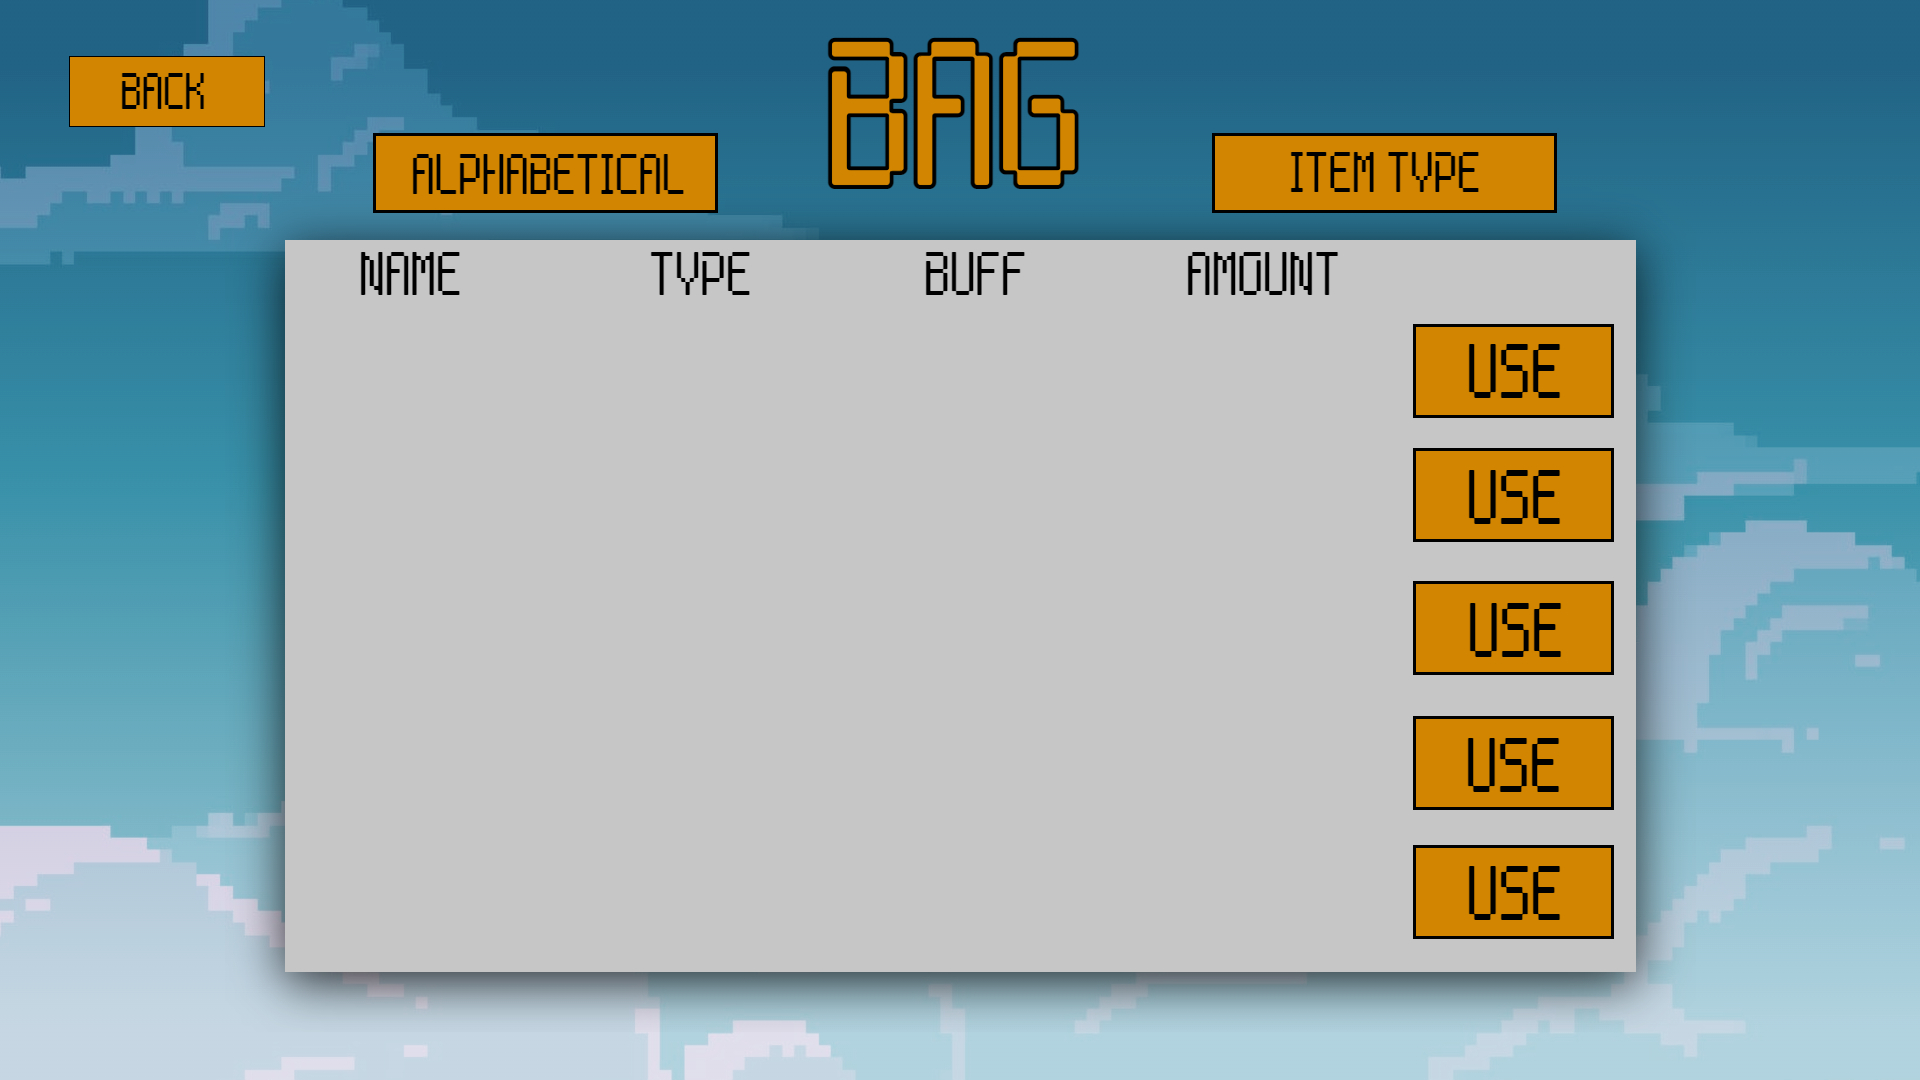 BAG
BACK
ALPHABETICAL
ITEM TYPE
NAME TYPE BUFF AMOUNT
USE
USE
USE
USE
USE